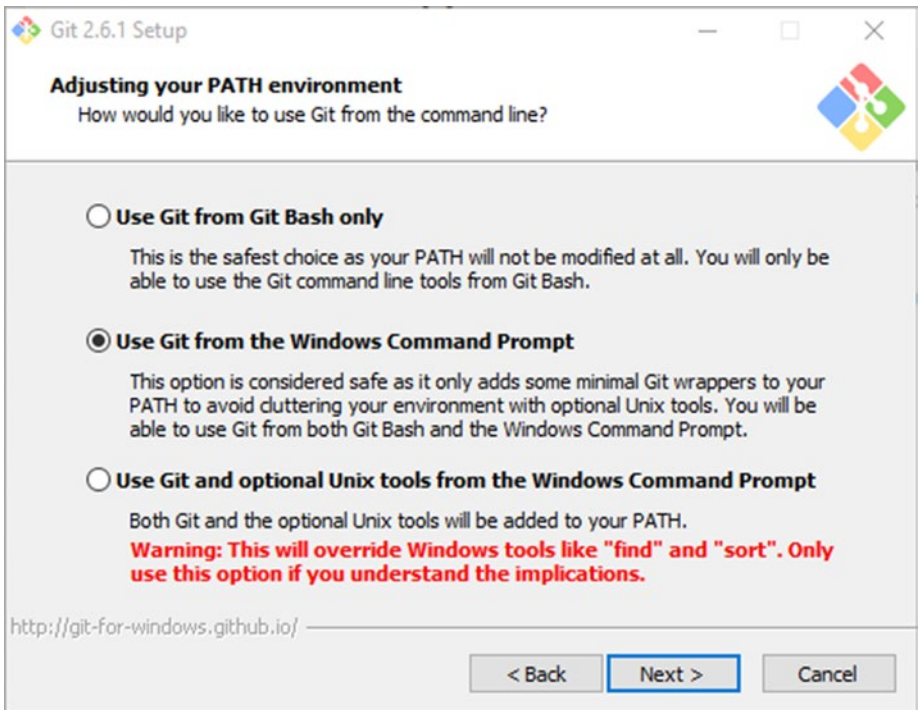 Git 2.6.1 Setup
Adjusting your PATH environment
How would you like to use Git from the command line?
Use Git from Git Bash only
This is the safest choice as your PATH will not be modified at all. You will only be
able to use the Git command line tools from Git Bash.
Use Git from the Windows Command Prompt
This option is considered safe as it only adds some minimal Git wrappers to your
PATH to avoid cluttering your environment with optional Unix tools. You will be
able to use Git from both Git Bash and the Windows Command Prompt.
Use Git and optional Unix tools from the Windows Command Prompt
Both Git and the optional Unix tools will be added to your PATH.
Warning: This will override Windows tools like "find" and "sort". Only
use this option if you understand the implications.
http://git-for-windows.github.io/
< Back Next > Cancel